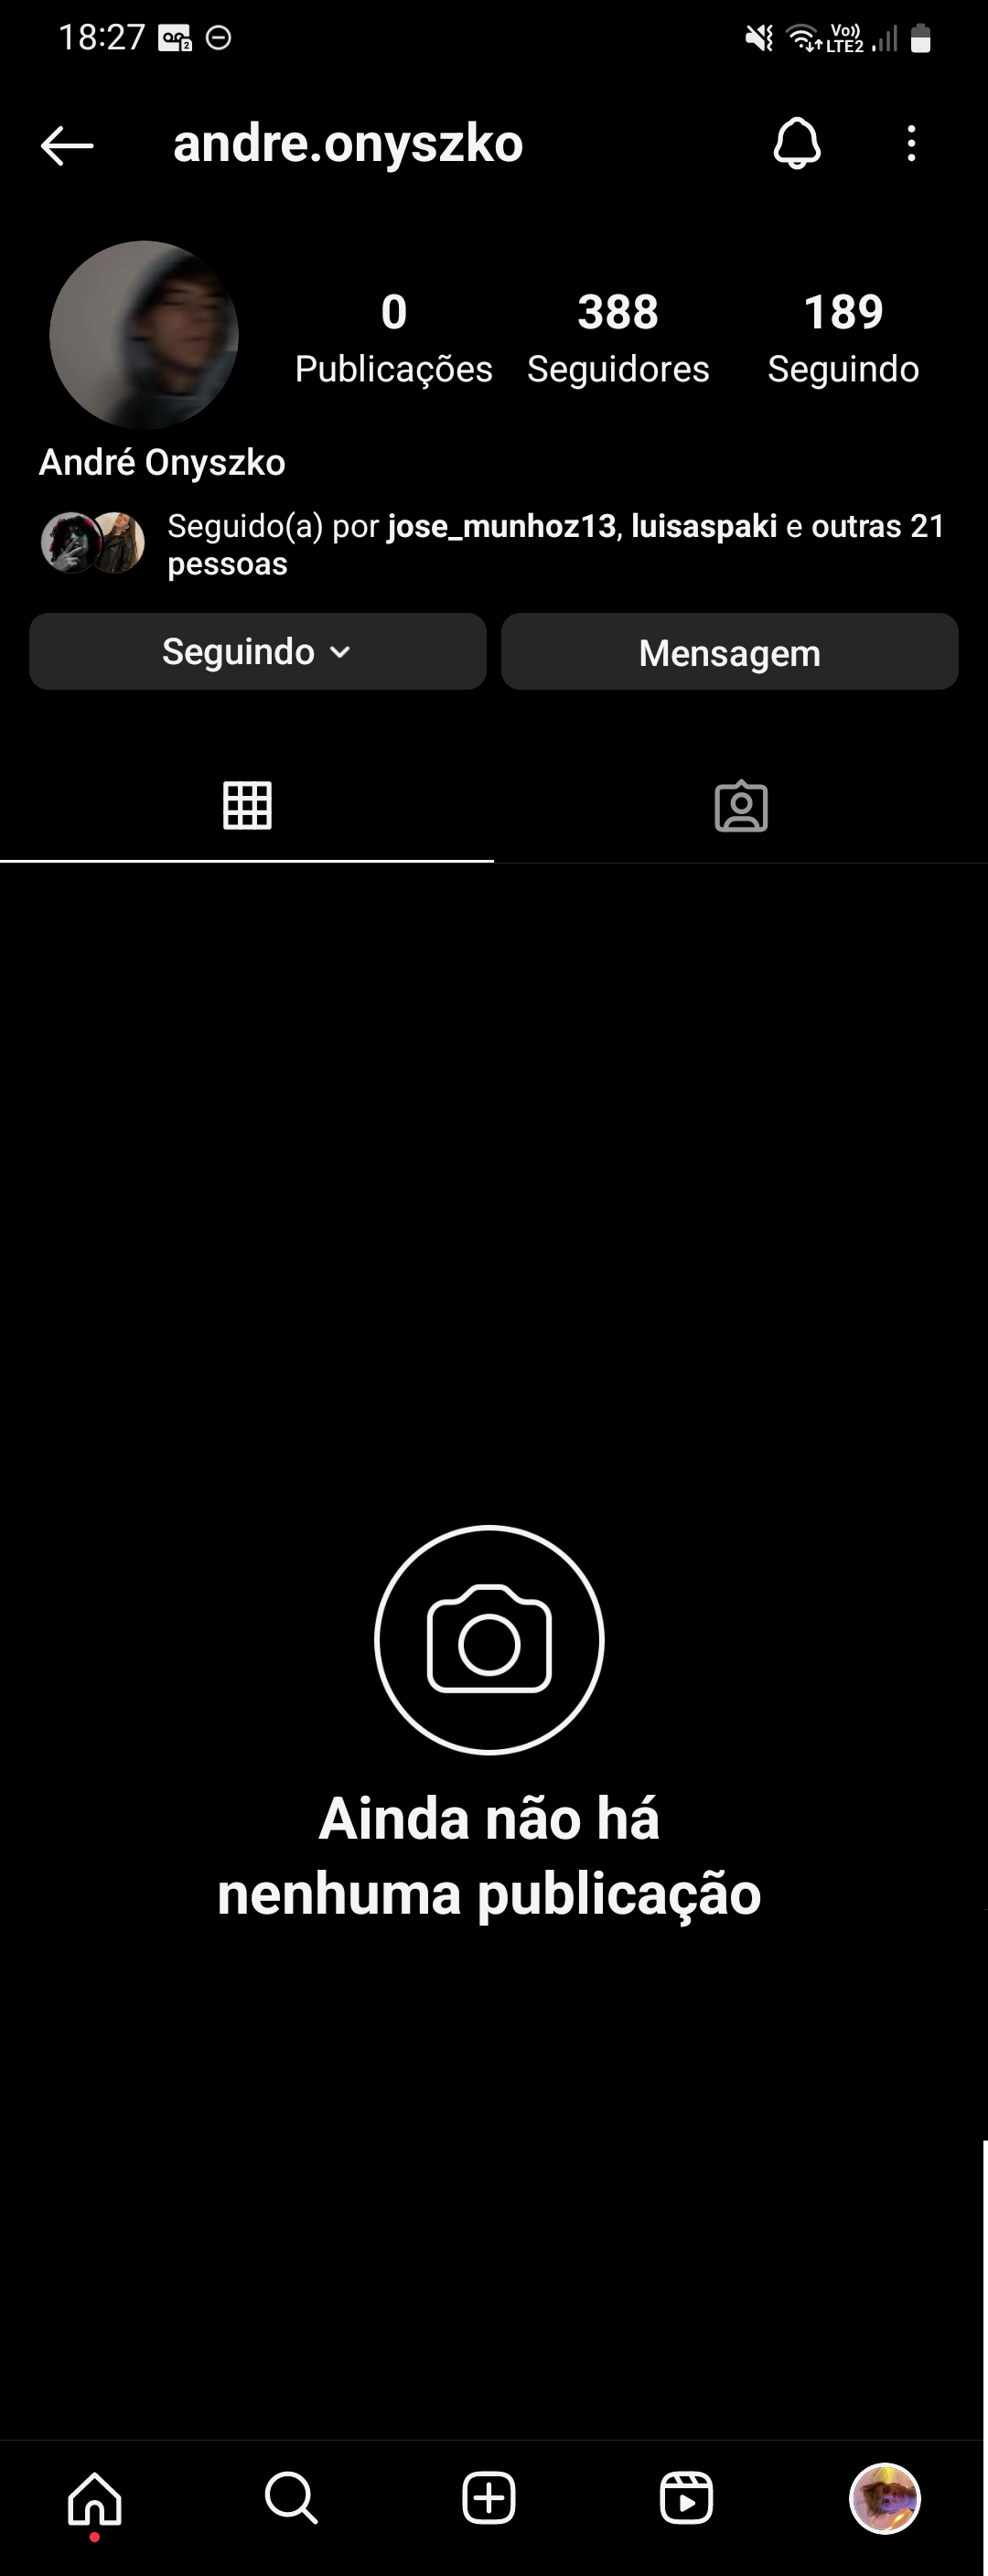 18:27
Vo))
LTE2
andre.onyszko
0
388
189
Publicações
Seguidores
Seguindo
André Onyszko
Seguido(a) por jose_munhoz13, luisaspaki e outras 21
pessoas
Seguindo
Mensagem
Ainda não há
nenhuma publicação